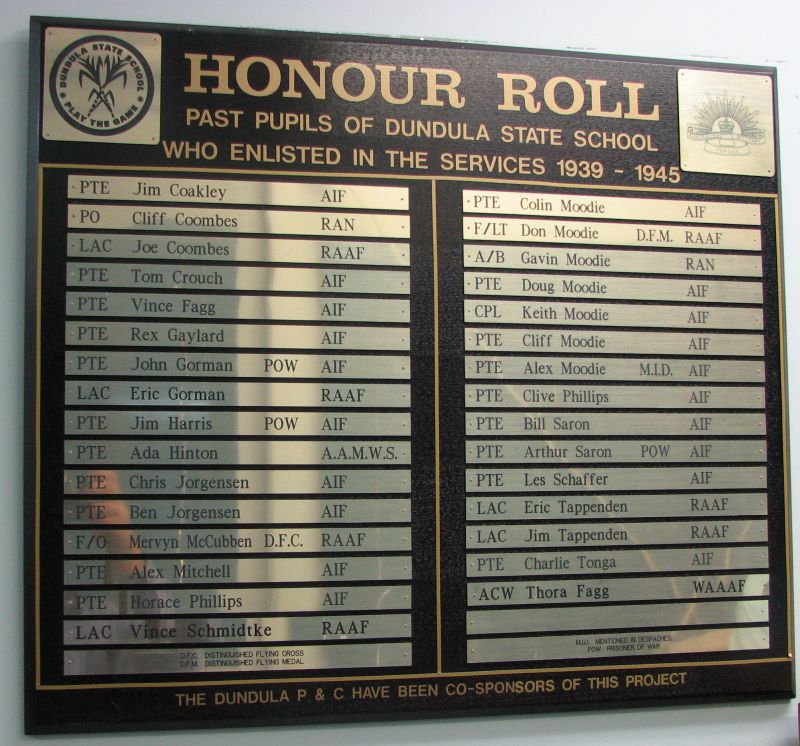 DUNDULA STATE SCHOOL
PLAY THE GAME
HONOUR ROLL
PAST PUPILS OF DUNDULA STATE SCHOOL
WHO ENLISTED IN THE SERVICES 1939 - 1945
PTE Jim Coakley AIF
PO Cliff Coombes RAN
LAC Joe Coombes RAAF
PTE Tom Crouch AIF
PTE Vince Fagg AIF
PTE Rex Gaylard AIF
PTE John Gorman POW AIF
LAC Eric Gorman RAAF
PTE Jim Harris POW AIF
PTE Ada Hinton A.A.M.W.S.
PTE Chris Jorgensen AIF
PTE Ben Jorgensen AIF
F/O Mervyn McCubben D.F.C. RAAF
PTE Alex Mitchell AIF
PTE Horace Phillips AIF
LAC Vince Schmidtke RAAF
D.F.C. DISTINGUISHED FLYING CROSS
D.F.M. DISTINGUISHED FLYING MEDAL
PTE Colin Moodie AIF
F/LT Don Moodie D.F.M. RAAF
A/B Gavin Moodie RAN
PTE Doug Moodie AIF
CPL Keith Moodie AIF
PTE Cliff Moodie AIF
PTE Alex Moodie M.I.D. AIF
PTE Clive Phillips AIF
PTE Bill Saron AIF
PTE Arthur Saron POW AIF
PTE Les Schaffer AIF
LAC Eric Tappenden RAAF
LAC Jim Tappenden RAAF
PTE Charlie Tonga AIF
ACW Thora Fagg WAAAF
M.I.D. MENTIONED IN DESPACHES
POW PRISONER OF WAR
THE DUNDULA P & C HAVE BEEN CO-SPONSORS OF THIS PROJECT